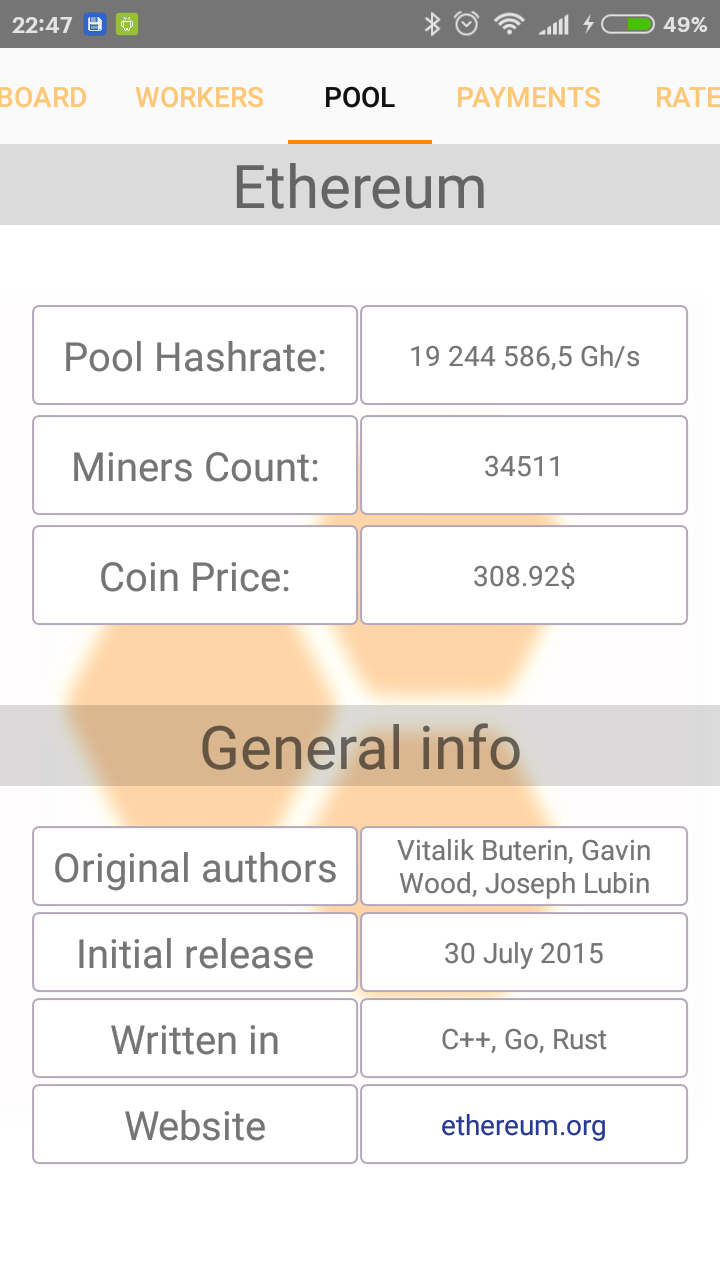 22:47 49%
BOARD WORKERS POOL PAYMENTS RATE
Ethereum
Pool Hashrate: 19 244 586,5 Gh/s
Miners Count: 34511
Coin Price: 308.92$
General info
Original authors Vitalik Buterin, Gavin
Wood, Joseph Lubin
Initial release 30 July 2015
Written in C++, Go, Rust
Website ethereum.org